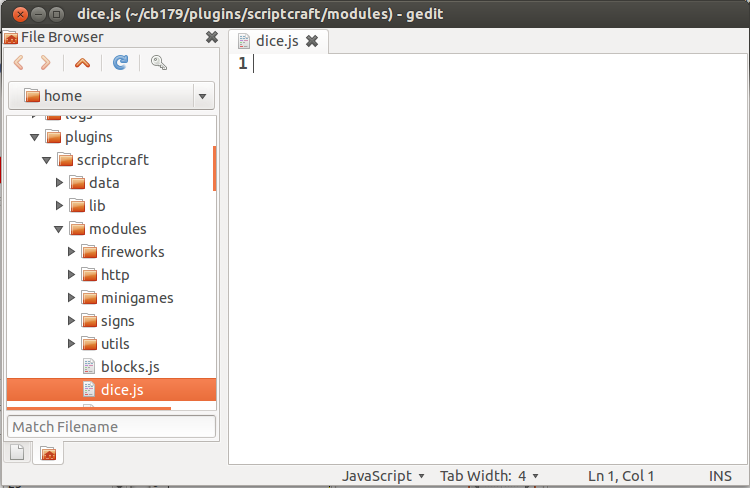 dice.js (~/cb179/plugins/scriptcraft/modules) - gedit
File Browser
home
logs
plugins
scriptcraft
data
lib
modules
fireworks
http
minigames
signs
utils
blocks.js
dice.js
Match Filename
dice.js
1
JavaScript Tab Width: 4 Ln 1, Col 1 INS